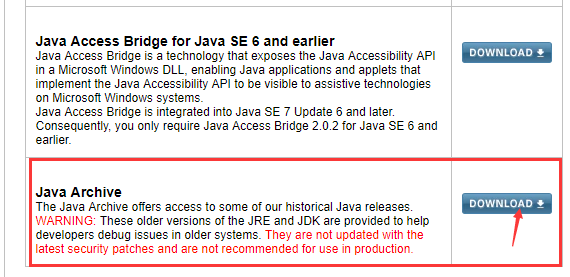 Java Access Bridge for Java SE 6 and earlier
Java Access Bridge is a technology that exposes the Java Accessibility API
in a Microsoft Windows DLL, enabling Java applications and applets that
implement the Java Accessibility API to be visible to assistive technologies
on Microsoft Windows systems.
Java Access Bridge is integrated into Java SE 7 Update 6 and later.
Consequently, you only require Java Access Bridge 2.0.2 for Java SE 6 and
earlier.
DOWNLOAD
Java Archive
The Java Archive offers access to some of our historical Java releases.
WARNING: These older versions of the JRE and JDK are provided to help
developers debug issues in older systems. They are not updated with the
latest security patches and are not recommended for use in production.
DOWNLOAD